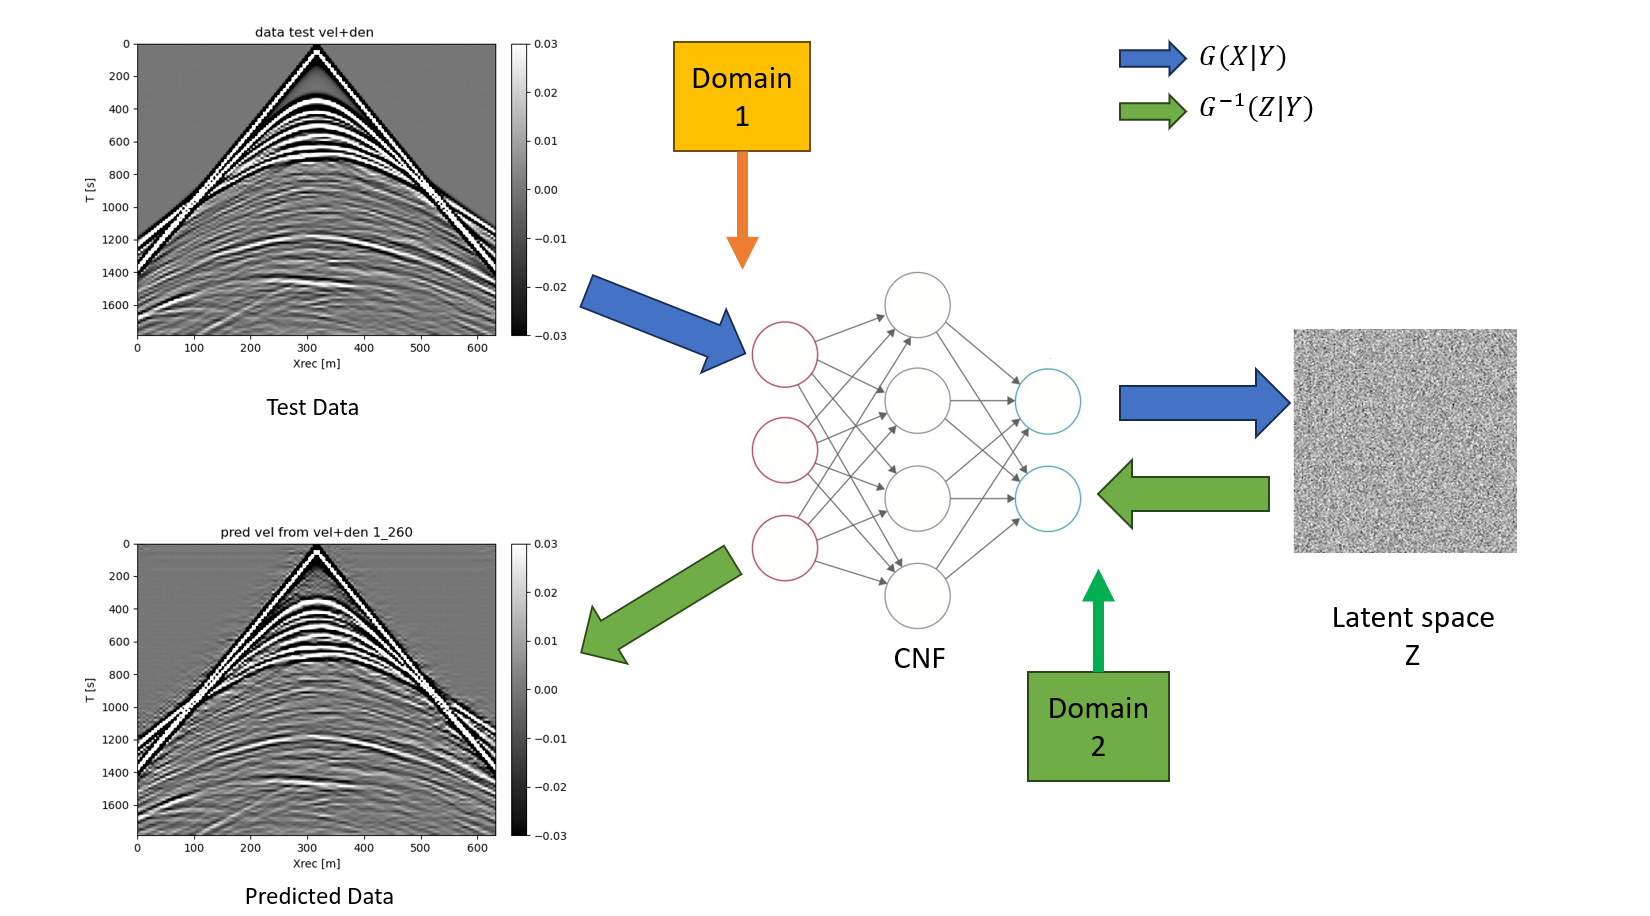 data test vel+den
0
200
400
600
800
1000
1200
1400
1600
T [s]
0 100 200 300 400 500 600
Xrec [m]
0.03
0.02
0.01
0.00
−0.01
−0.02
−0.03
Test Data
Domain
1
G(X|Y)
G⁻¹(Z|Y)
CNF
Latent space
Z
Domain
2
pred vel from vel+den 1_260
0
200
400
600
800
1000
1200
1400
1600
T [s]
0 100 200 300 400 500 600
Xrec [m]
0.03
0.02
0.01
0.00
−0.01
−0.02
−0.03
Predicted Data